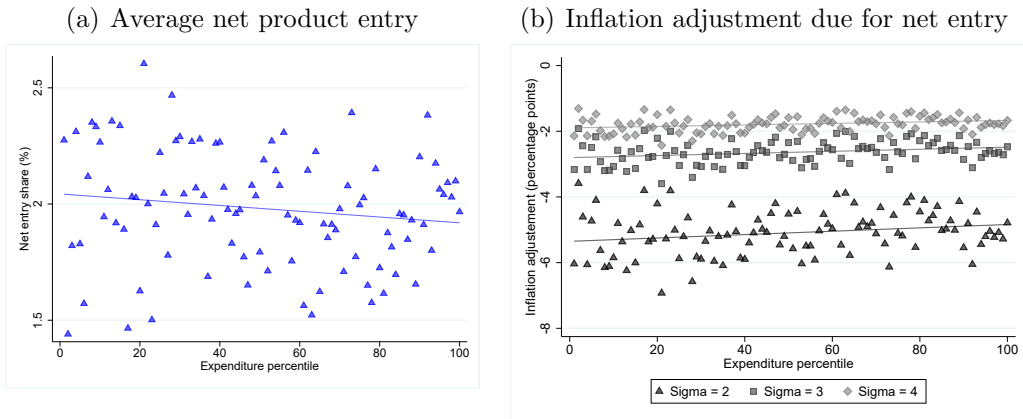 (a) Average net product entry
Net entry share (%)
2.5
2
1.5
0
20
40
60
80
100
Expenditure percentile
(b) Inflation adjustment due for net entry
Inflation adjustement (percentage points)
0
-2
-4
-6
-8
0
20
40
60
80
100
Expenditure percentile
Sigma = 2 Sigma = 3 Sigma = 4